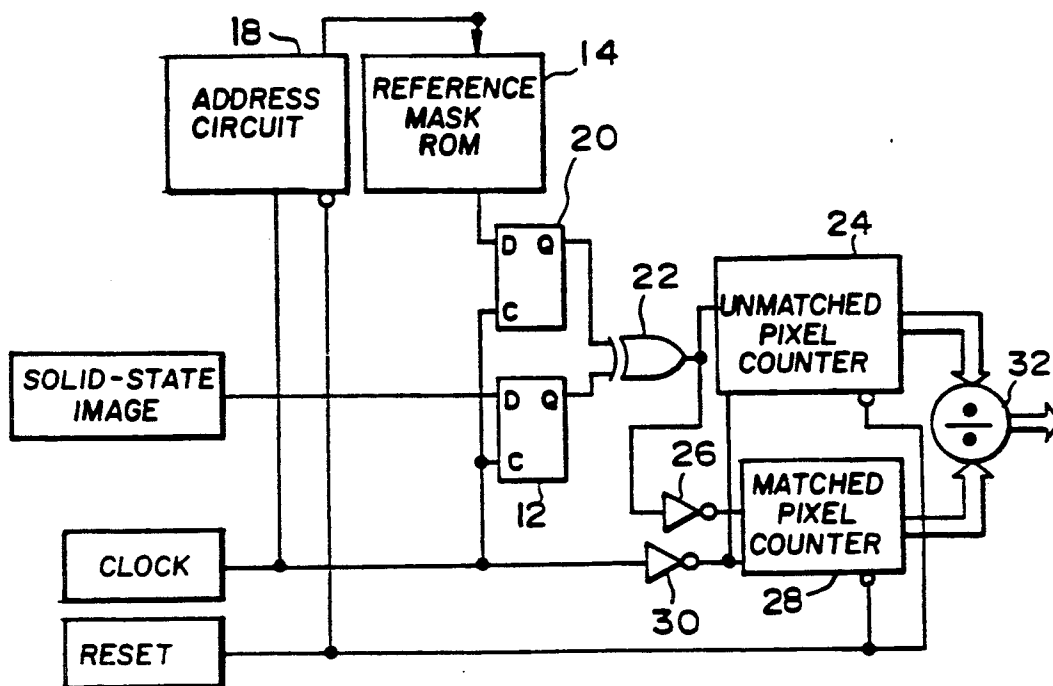 18
ADDRESS
CIRCUIT
REFERENCE
MASK
ROM
14
20
D Q
C
22
24
UNMATCHED
PIXEL
COUNTER
SOLID-STATE
IMAGE
D Q
C
12
26
MATCHED
PIXEL
COUNTER
28
32
÷
CLOCK
30
RESET